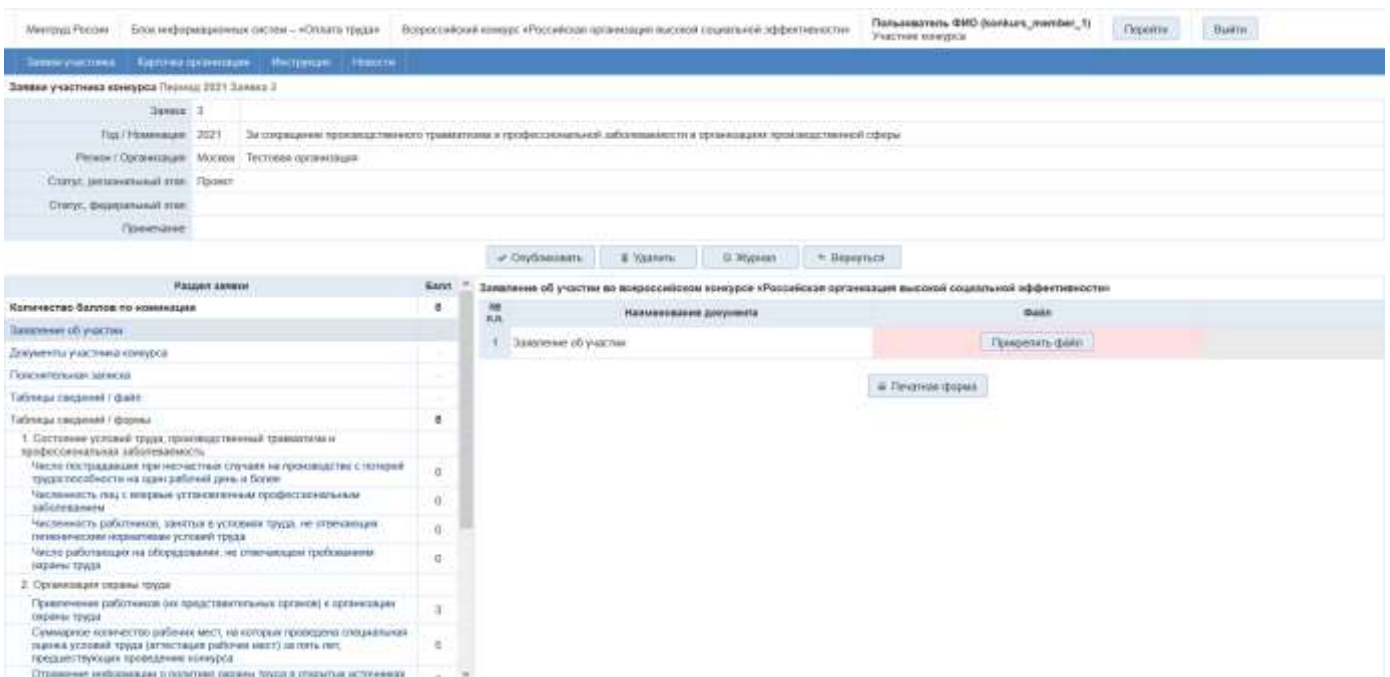 Минтруд России Блок информационных систем – «Оплата труда» Всероссийский конкурс «Российская организация высокой социальной эффективности» Пользователь ФИО (konkurs_member_1) Перейти Выйти
Участник конкурса
Заявки участника Карточка организации Инструкции Новости
Заявки участника конкурса Период 2021 Заявка 3
Заявка 3
Год / Номинация 2021 За сокращение производственного травматизма и профессиональной заболеваемости в организациях производственной сферы
Регион / Организация Москва Тестовая организация
Статус, региональный этап Проект
Статус, федеральный этап
Примечание
Опубликовать Удалить Журнал Вернуться
Раздел заявки Балл
Заявление об участии во всероссийском конкурсе «Российская организация высокой социальной эффективности»
Количество баллов по номинации
№ п.п. Наименование документа Файл
Заявление об участии
1 Заявление об участии Прикрепить файл
Документы участника конкурса -
Пояснительная записка -
Печатная форма
Таблицы сведений / файл -
Таблицы сведений / формы
1. Состояние условий труда, производственный травматизм и
профессиональная заболеваемость
Число пострадавших при несчастных случаях на производстве с потерей
трудоспособности на один рабочий день и более 0
Численность лиц с впервые установленным профессиональным
заболеванием 0
Численность работников, занятых в условиях труда, не отвечающих
гигиеническим нормативам условий труда 0
Число работающих на оборудовании, не отвечающем требованиям
охраны труда 0
2. Организация охраны труда
Привлечение работников (их представительных органов) к организации
охраны труда 3
Суммарное количество рабочих мест, на которых проведена специальная
оценка условий труда (аттестация рабочих мест) за пять лет,
предшествующих проведению конкурса
Отражение информации о политике охраны труда в открытых источниках